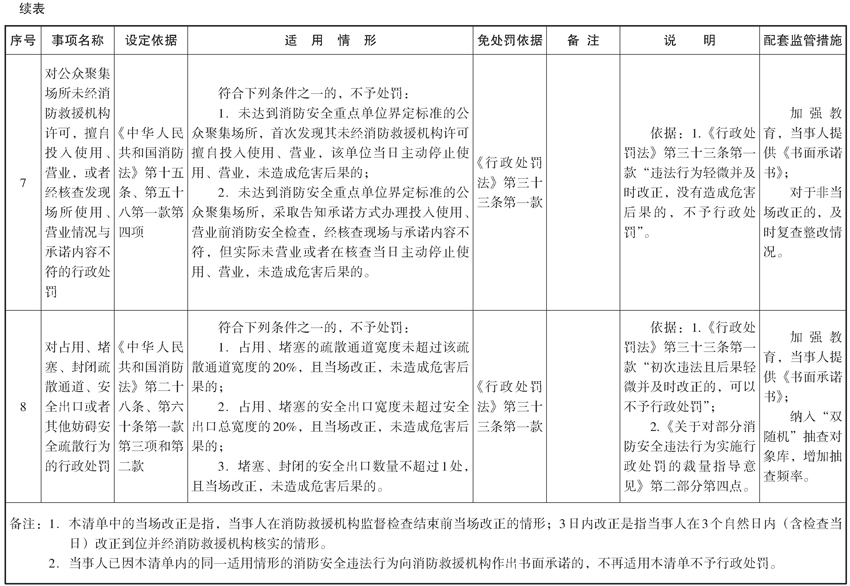 续表
序号 事项名称 设定依据 适用情形 免处罚依据 备注 说明 配套监管措施
7
对公众聚集
场所未经消
防救援机构
许可，擅自
投入使用、
营业，或者
经核查发现
场所使用、
营业情况与
承诺内容不
符的行政处
罚
《中华人民
共和国消防
法》第十五
条、第五十
八第一款第
四项
符合下列条件之一的，不予处罚：
1．未达到消防安全重点单位界定标准的公
众聚集场所，首次发现其未经消防救援机构许可
擅自投入使用、营业，该单位当日主动停止使
用、营业，未造成危害后果的；
2．未达到消防安全重点单位界定标准的公
众聚集场所，采取告知承诺方式办理投入使用、
营业前消防安全检查，经核查现场与承诺内容不
符，但实际未营业或者在核查当日主动停止使
用、营业，未造成危害后果的。
《行政处罚
法》第三十
三条第一款
依据：1.《行政处
罚法》第三十三条第一
款“违法行为轻微并及
时改正，没有造成危害
后果的，不予行政处
罚”。
加强教
育，当事人提
供《书面承诺
书》；
对于非当
场改正的，及
时复查整改情
况。
8
对占用、堵
塞、封闭疏
散通道、安
全出口或者
其他妨碍安
全疏散行为
的行政处罚
《中华人民
共和国消防
法》第二十
八条、第六
十条第一款
第三项和第
二款
符合下列条件之一的，不予处罚：
1．占用、堵塞的疏散通道宽度未超过该疏
散通道宽度的20%，且当场改正，未造成危害后
果的；
2．占用、堵塞的安全出口宽度未超过安全
出口总宽度的20%，且当场改正，未造成危害后
果的；
3．堵塞、封闭的安全出口数量不超过1处，
且当场改正，未造成危害后果的。
《行政处罚
法》第三十
三条第一款
依据：1.《行政处
罚法》第三十三条第一
款“初次违法且后果轻
微并及时改正的，可以
不予行政处罚”；
2.《关于对部分消
防安全违法行为实施行
政处罚的裁量指导意
见》第二部分第四点。
加强教
育，当事人提
供《书面承诺
书》；
纳入“双
随机”抽查对
象库，增加抽
查频率。
备注：1．本清单中的当场改正是指，当事人在消防救援机构监督检查结束前当场改正的情形；3日内改正是指当事人在3个自然日内（含检查当
日）改正到位并经消防救援机构核实的情形。
2．当事人已因本清单内的同一适用情形的消防安全违法行为向消防救援机构作出书面承诺的，不再适用本清单不予行政处罚。